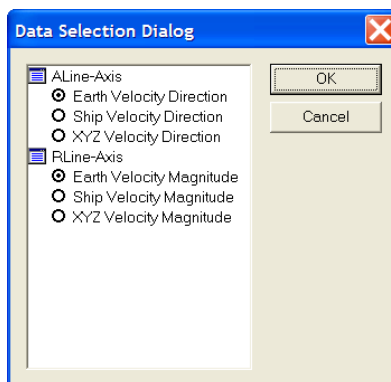 Data Selection Dialog
ALine-Axis
Earth Velocity Direction
Ship Velocity Direction
XYZ Velocity Direction
RLine-Axis
Earth Velocity Magnitude
Ship Velocity Magnitude
XYZ Velocity Magnitude
OK
Cancel